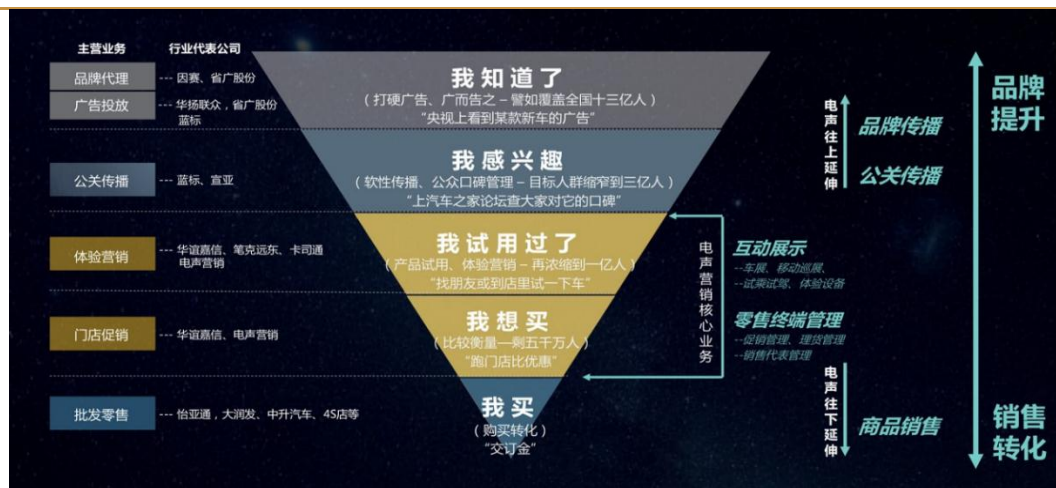 主营业务 行业代表公司
品牌代理 --- 因赛、省广股份
广告投放 --- 华扬联众，省广股份
蓝标
公关传播 --- 蓝标、宣亚
体验营销 --- 华谊嘉信、笔克远东、卡司通
电声营销
门店促销 --- 华谊嘉信、电声营销
批发零售 --- 怡亚通，大润发、中升汽车、4S店等
我知道了
（打硬广告、广而告之 – 譬如覆盖全国十三亿人）
“央视上看到某款新车的广告”
我感兴趣
（软性传播、公众口碑管理 – 目标人群缩窄到三亿人）
“上汽车之家论坛查大家对它的口碑”
我试用过了
（产品试用、体验营销 – 再浓缩到一亿人）
“找朋友或到店里试一下车”
我想买
（比较衡量—剩五千万人）
“跑门店比优惠”
我买
（购买转化）
“交订金”
电声营销核心业务
电声往上延伸
品牌传播
公关传播
互动展示
--车展、移动巡展、
--试乘试驾、体验设备
零售终端管理
--促销管理、理货管理
--销售代表管理
电声往下延伸
商品销售
品牌
提升
销售
转化